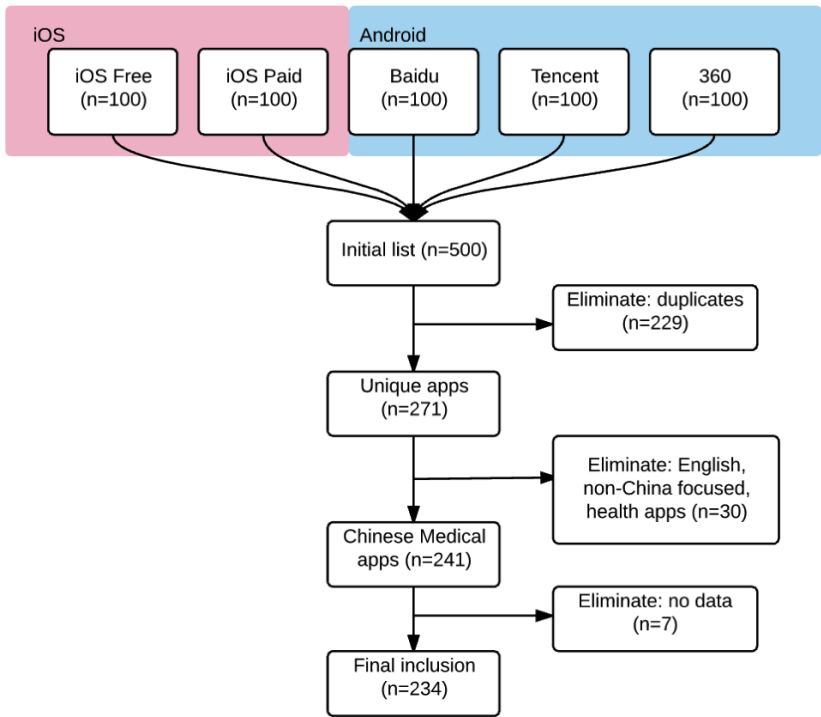 iOS
Android
iOS Free
(n=100)
iOS Paid
(n=100)
Baidu
(n=100)
Tencent
(n=100)
360
(n=100)
Initial list (n=500)
Eliminate: duplicates
(n=229)
Unique apps
(n=271)
Eliminate: English,
non-China focused,
health apps (n=30)
Chinese Medical
apps (n=241)
Eliminate: no data
(n=7)
Final inclusion
(n=234)